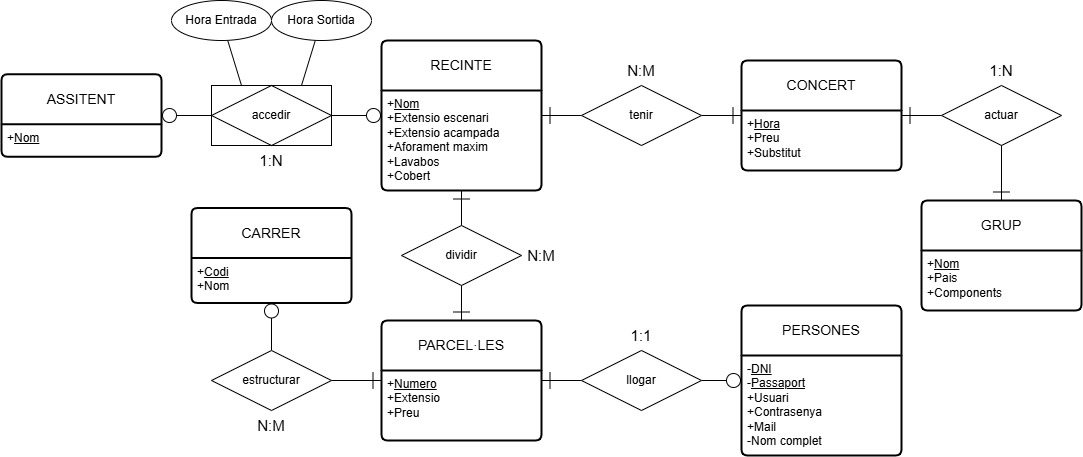 Hora Entrada
Hora Sortida
ASSITENT
+Nom
accedir
1:N
RECINTE
+Nom
+Extensio escenari
+Extensio acampada
+Aforament maxim
+Lavabos
+Cobert
N:M
tenir
CONCERT
+Hora
+Preu
+Substitut
1:N
actuar
GRUP
+Nom
+Pais
+Components
CARRER
+Codi
+Nom
dividir
N:M
estructurar
N:M
PARCEL·LES
+Numero
+Extensio
+Preu
1:1
llogar
PERSONES
-DNI
-Passaport
+Usuari
+Contrasenya
+Mail
-Nom complet